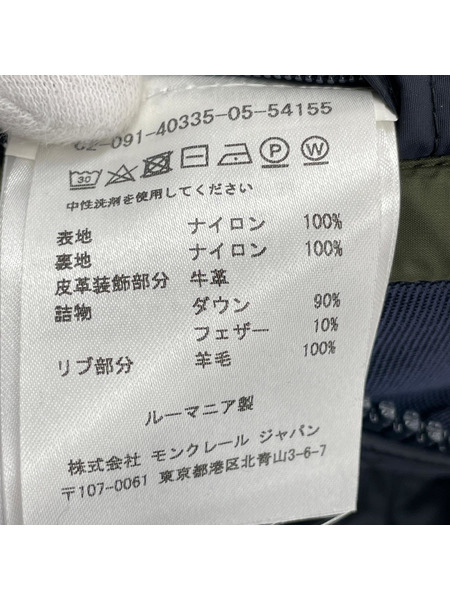 C2-091-40335-05-54155
30 P W
中性洗剤を使用してください
表地 ナイロン 100%
裏地 ナイロン 100%
皮革装飾部分 牛革
詰物 ダウン 90%
フェザー 10%
リブ部分 羊毛 100%
ルーマニア製
株式会社 モンクレール ジャパン
〒107-0061 東京都港区北青山3-6-7